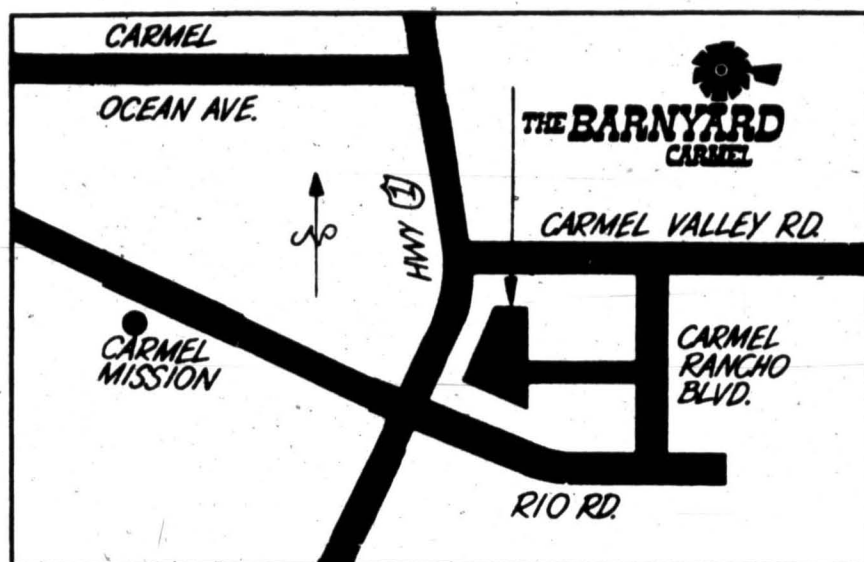 CARMEL
OCEAN AVE.
THE BARNYARD
CARMEL
HWY 1
CARMEL VALLEY RD.
CARMEL
RANCHO
BLVD.
CARMEL
MISSION
RIO RD.